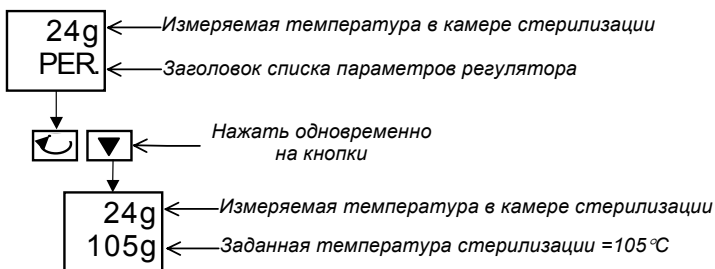 24g
Измеряемая температура в камере стерилизации
PER.
Заголовок списка параметров регулятора
Нажать одновременно
на кнопки
24g
Измеряемая температура в камере стерилизации
105g
Заданная температура стерилизации =105°C